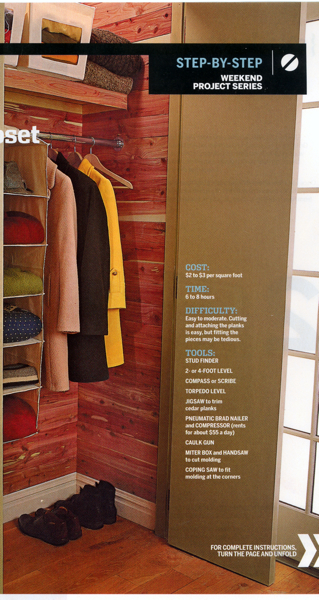 STEP-BY-STEP
WEEKEND
PROJECT SERIES
set
COST:
$2 to $3 per square foot
TIME:
6 to 8 hours
DIFFICULTY:
Easy to moderate. Cutting
and attaching the planks
is easy, but fitting the
pieces may be tedious.
TOOLS:
STUD FINDER
2- or 4-FOOT LEVEL
COMPASS or SCRIBE
TORPEDO LEVEL
JIGSAW to trim
cedar planks
PNEUMATIC BRAD NAILER
and COMPRESSOR (rents
for about $55 a day)
CAULK GUN
MITER BOX and HANDSAW
to cut molding
COPING SAW to fit
molding at the corners
FOR COMPLETE INSTRUCTIONS,
TURN THE PAGE AND UNFOLD